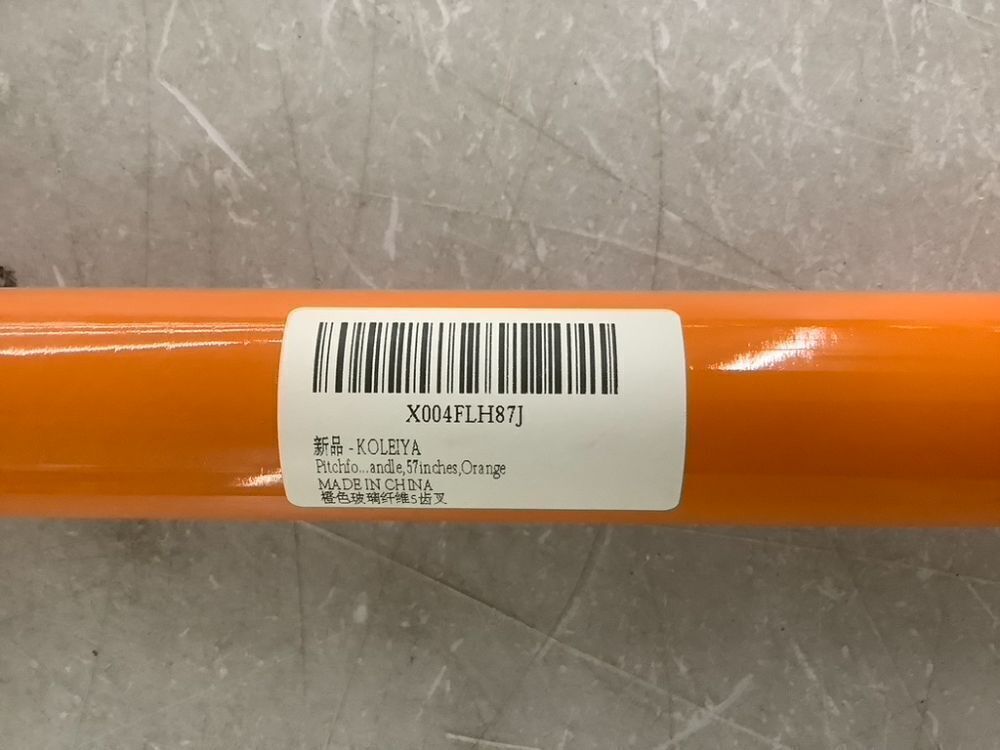 X004FLH87J
新品 - KOLEIYA
Pitchfo...andle,57inches,Orange
MADE IN CHINA
橙色玻璃纤维5齿叉